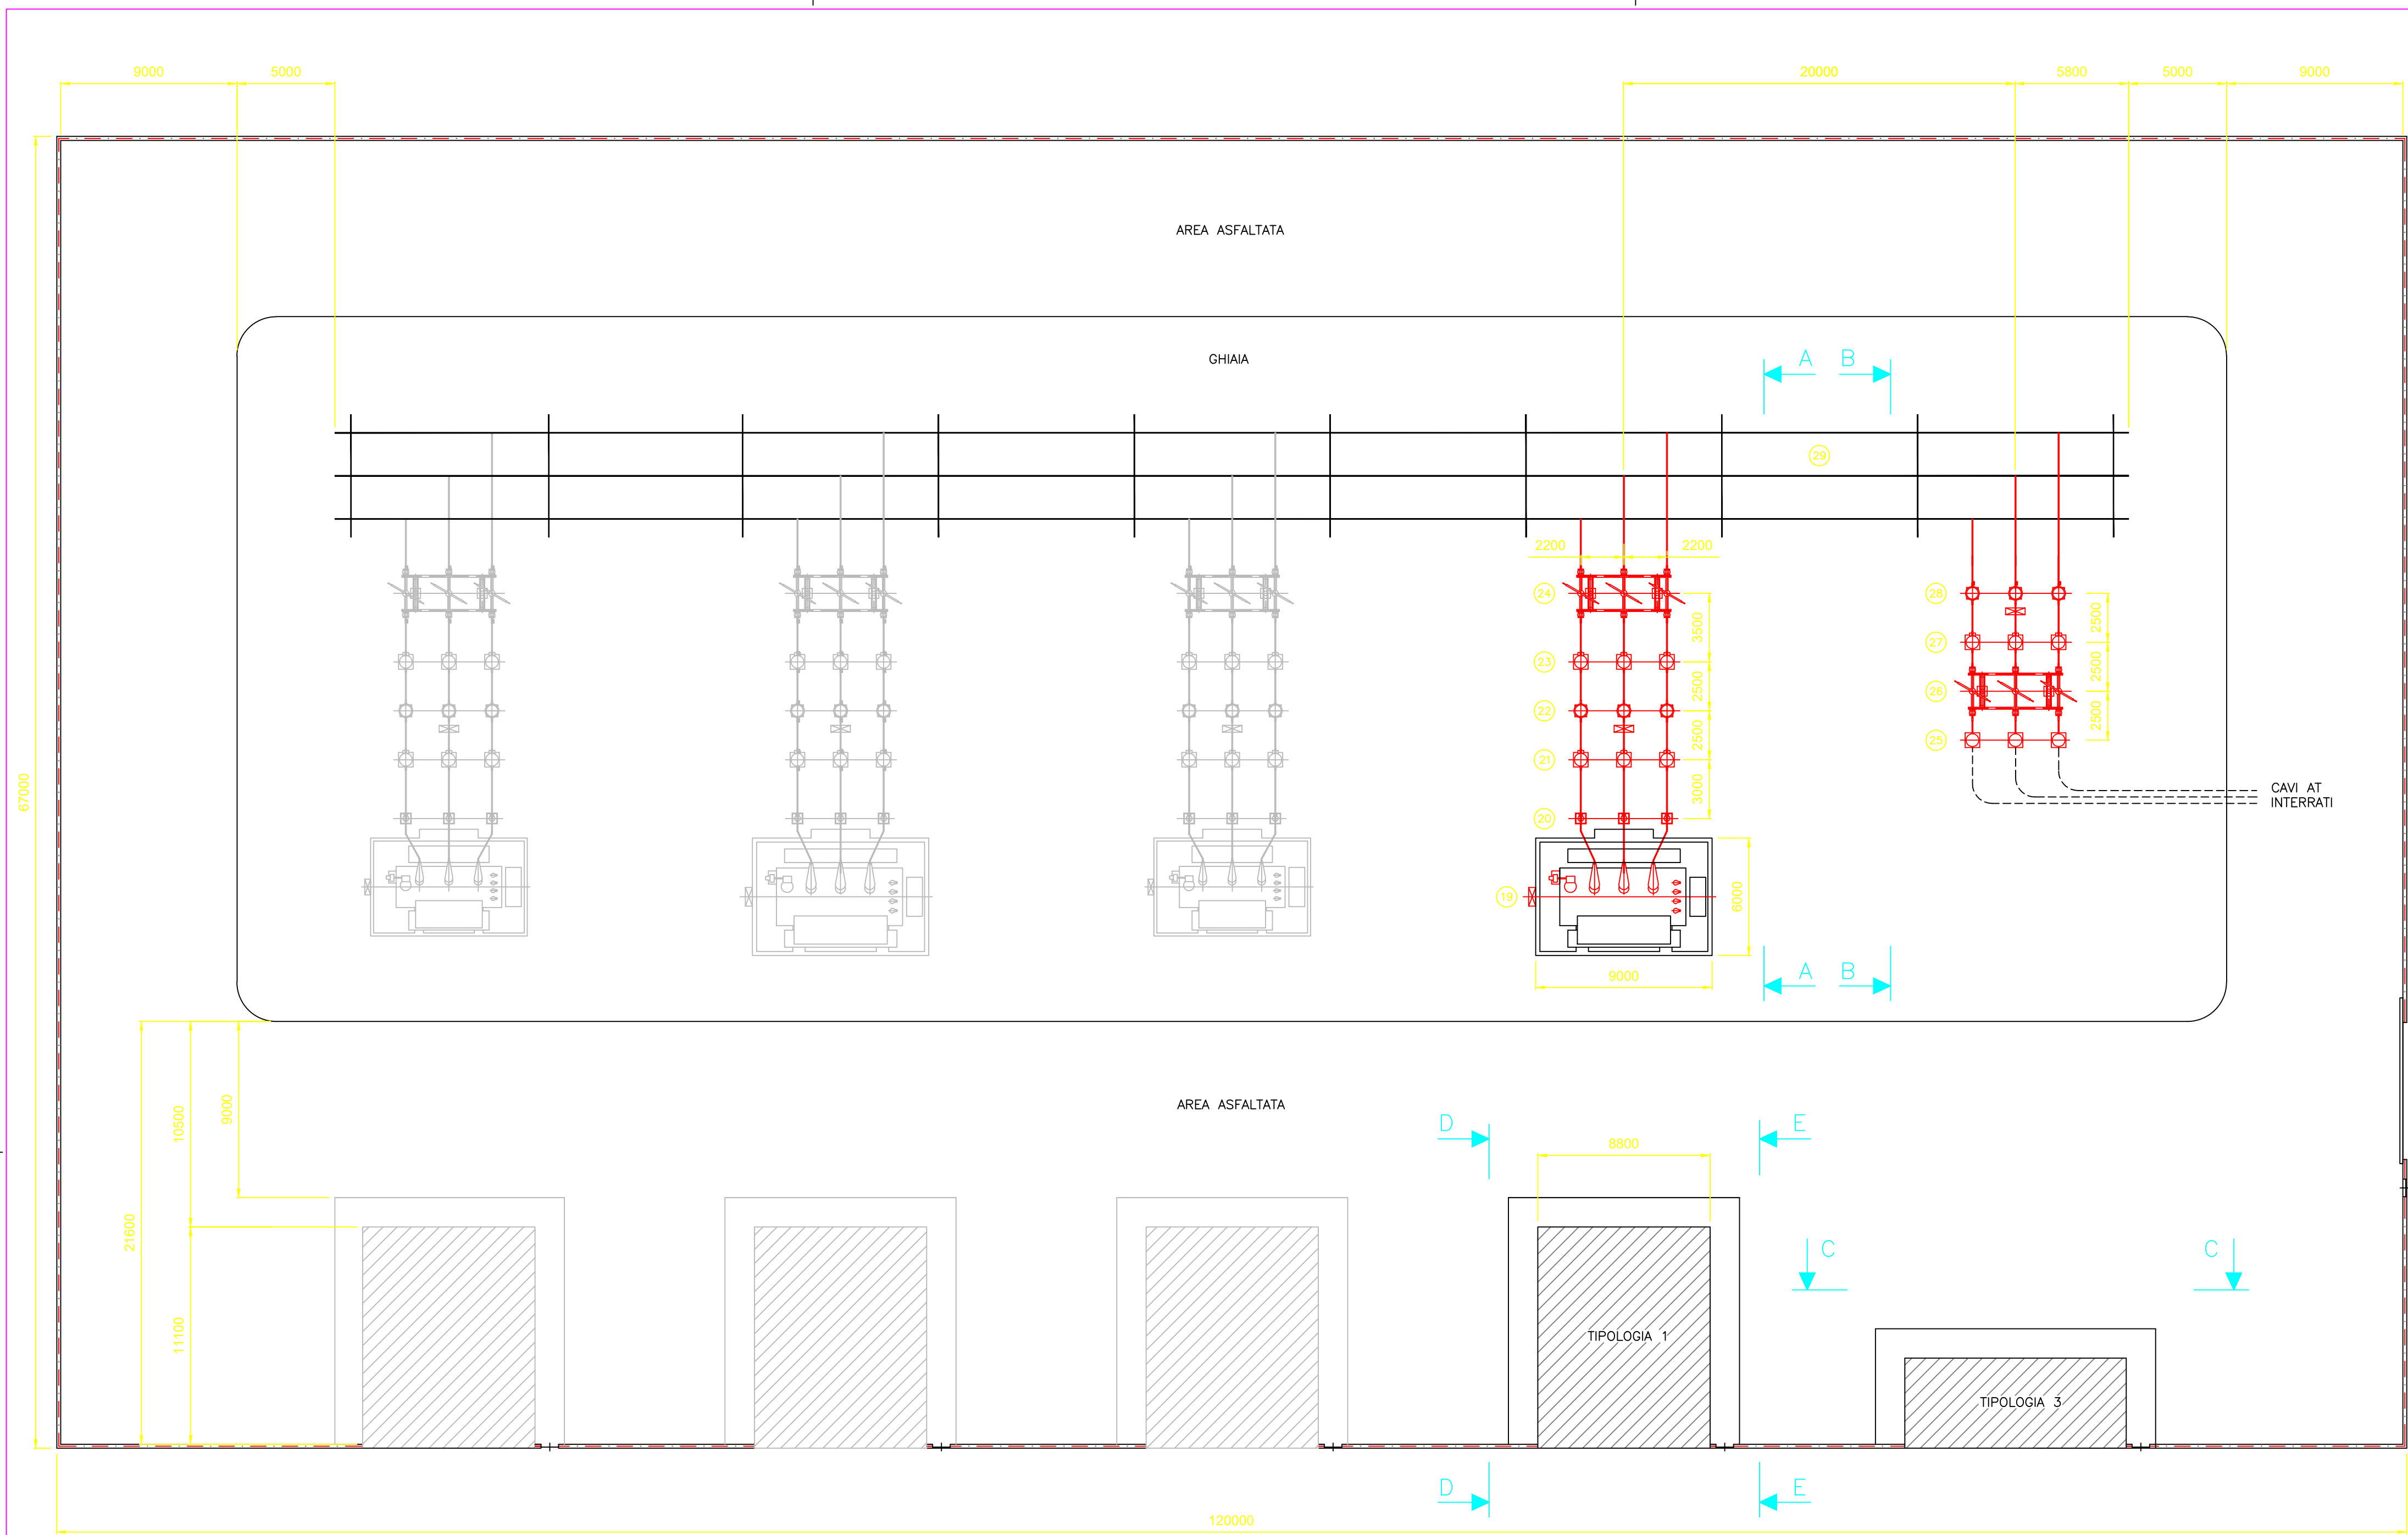 9000 5000 20000 5800 5000 9000
AREA ASFALTATA
GHIAIA
A B
29
2200 2200
24
28
3500
2500
23
27
2500
2500
26
22
2500
2500
21
25
3000
CAVI AT
INTERRATI
20
67000
19
6000
9000
A B
AREA ASFALTATA
9000
10500
D E
8800
21600
C C
11100
TIPOLOGIA 1
TIPOLOGIA 3
D E
120000